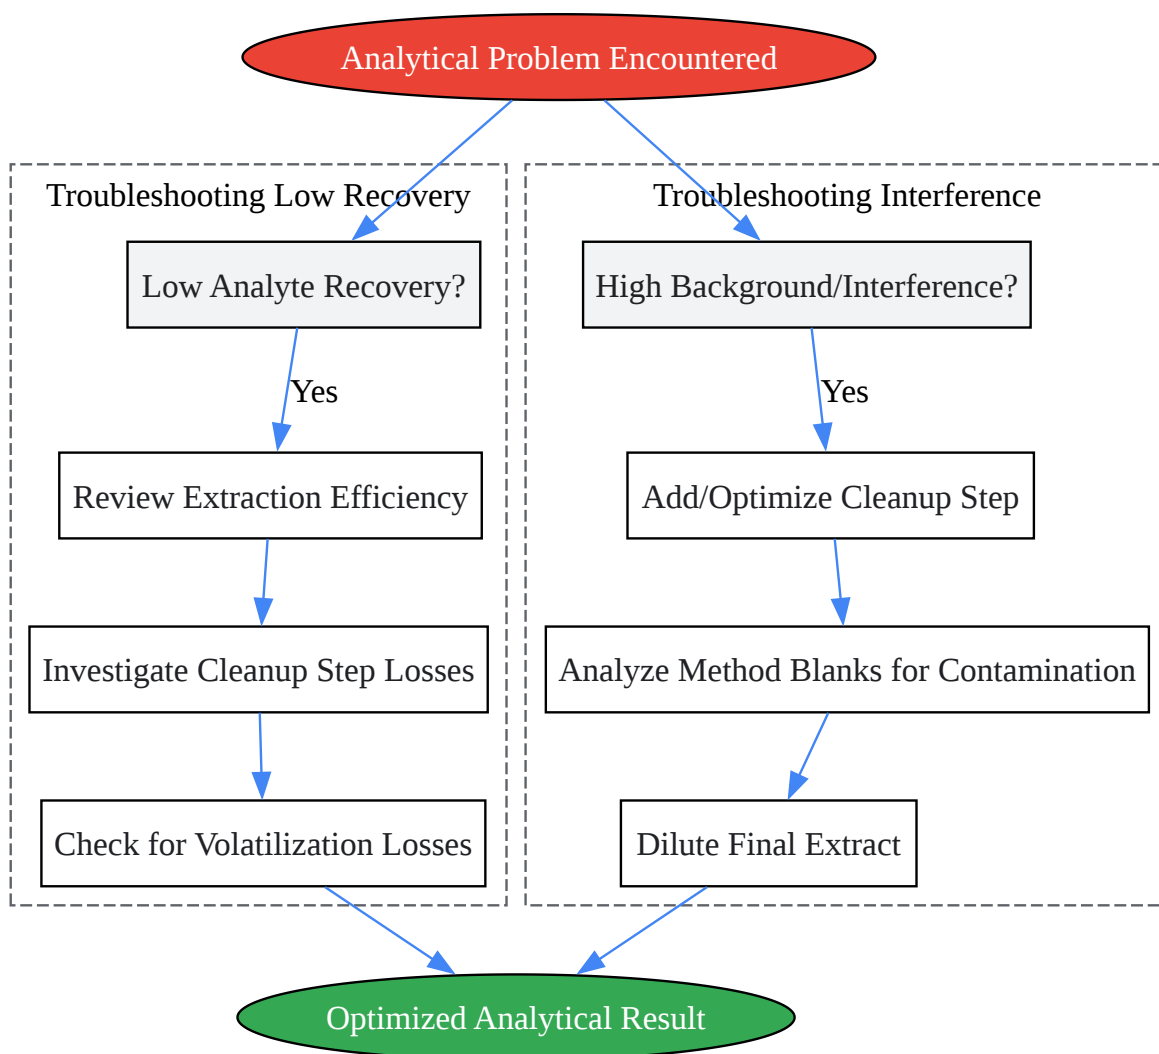 Analytical Problem Encountered
Troubleshooting Low Recovery
Low Analyte Recovery?
Yes
Review Extraction Efficiency
Investigate Cleanup Step Losses
Check for Volatilization Losses
Troubleshooting Interference
High Background/Interference?
Yes
Add/Optimize Cleanup Step
Analyze Method Blanks for Contamination
Dilute Final Extract
Optimized Analytical Result